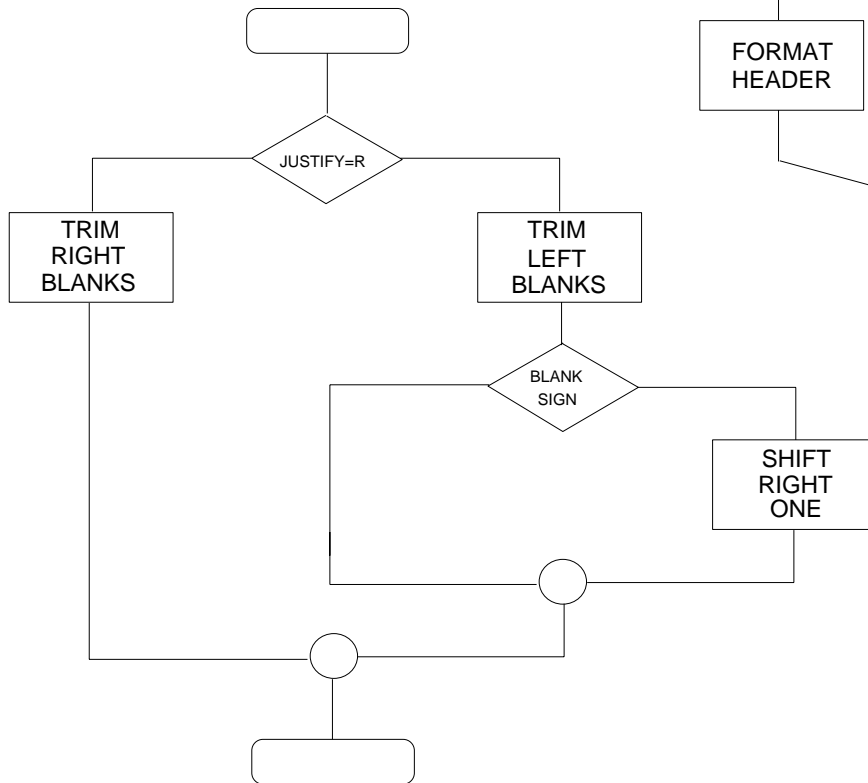 FORMAT
HEADER
JUSTIFY=R
TRIM
RIGHT
BLANKS
TRIM
LEFT
BLANKS
BLANK
SIGN
SHIFT
RIGHT
ONE